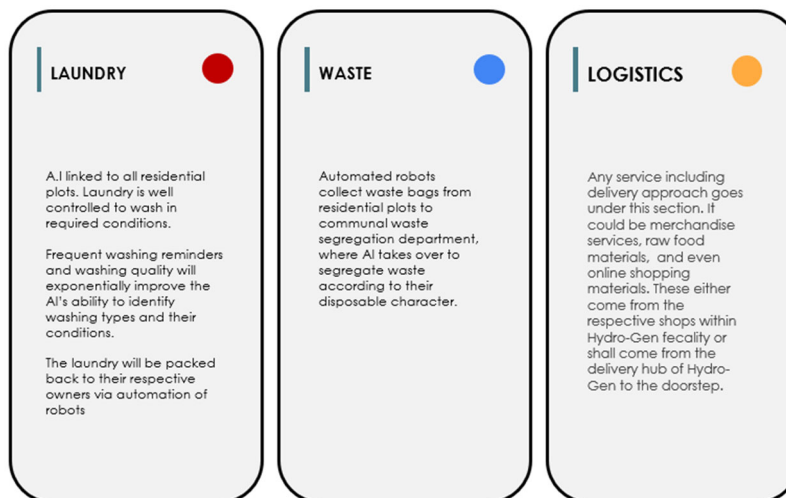 LAUNDRY
A.I linked to all residential
plots. Laundry is well
controlled to wash in
required conditions.
Frequent washing reminders
and washing quality will
exponentially improve the
AI's ability to identify
washing types and their
conditions.
The laundry will be packed
back to their respective
owners via automation of
robots
WASTE
Automated robots
collect waste bags from
residential plots to
communal waste
segregation department,
where AI takes over to
segregate waste
according to their
disposable character.
LOGISTICS
Any service including
delivery approach goes
under this section. It
could be merchandise
services, raw food
materials,  and even
online shopping
materials. These either
come from the
respective shops within
Hydro-Gen fecality or
shall come from the
delivery hub of Hydro-
Gen to the doorstep.